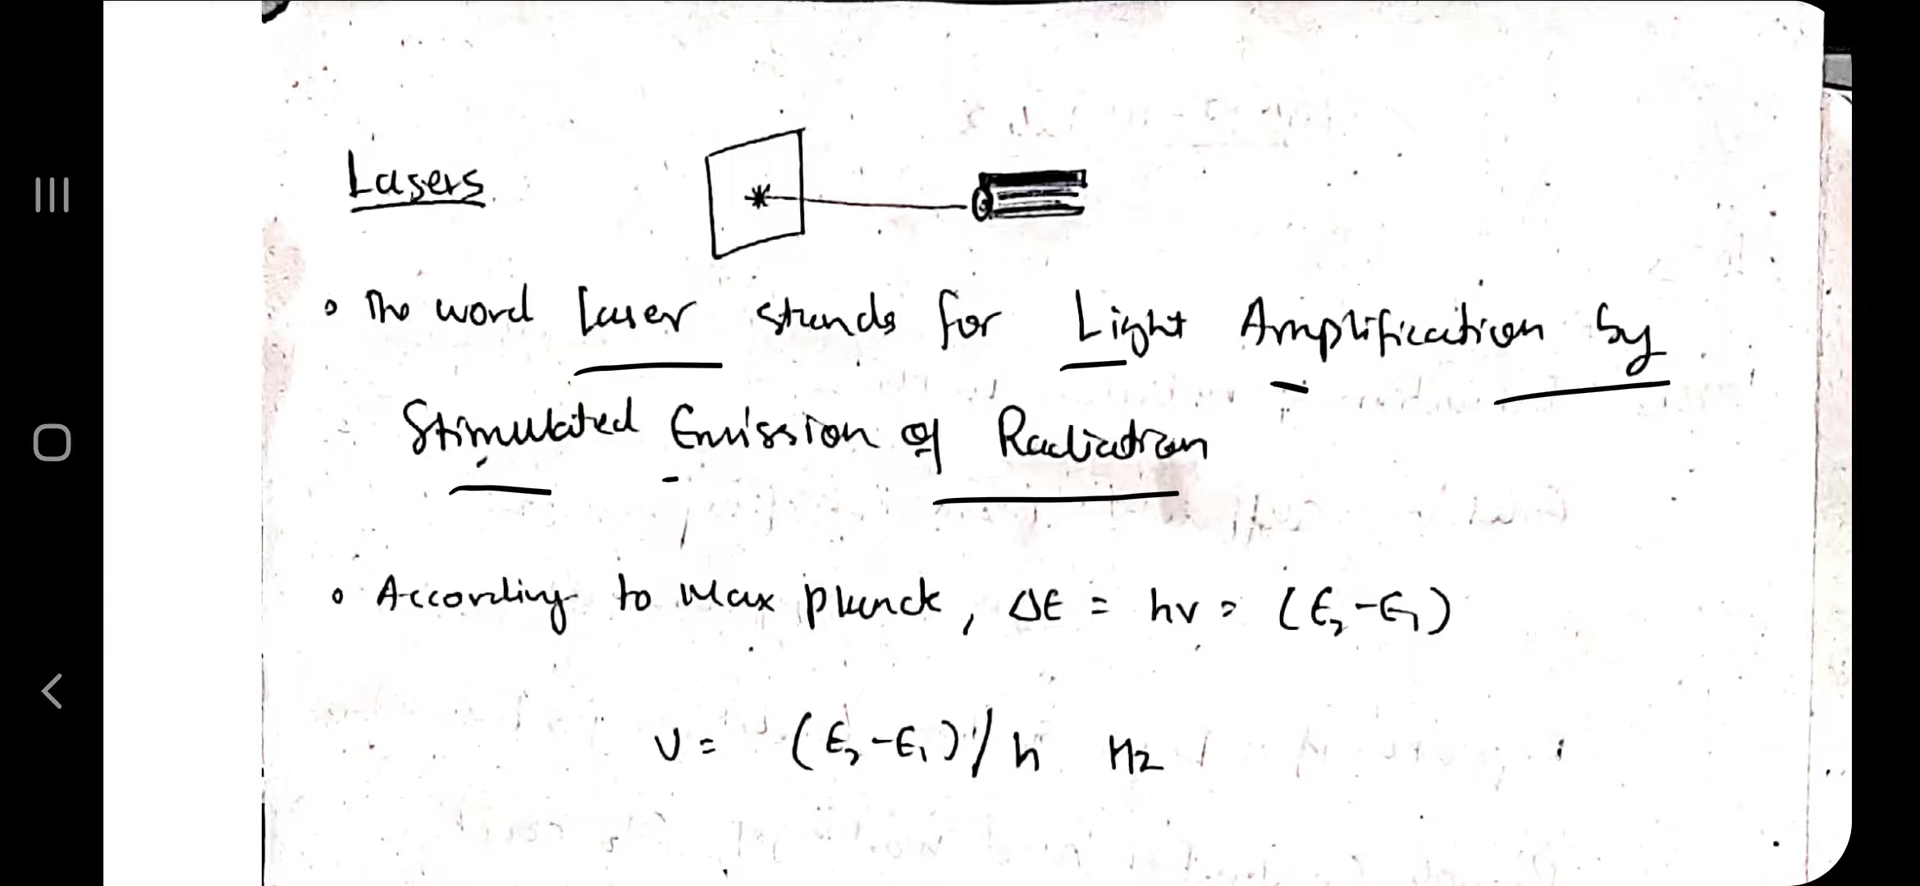 Lasers
• The word laser stands for Light Amplification by
Stimulated Emission of Radiation
• According to Max planck, ΔE = hν = (E₂-E₁)
ν = (E₂-E₁)/h Hz